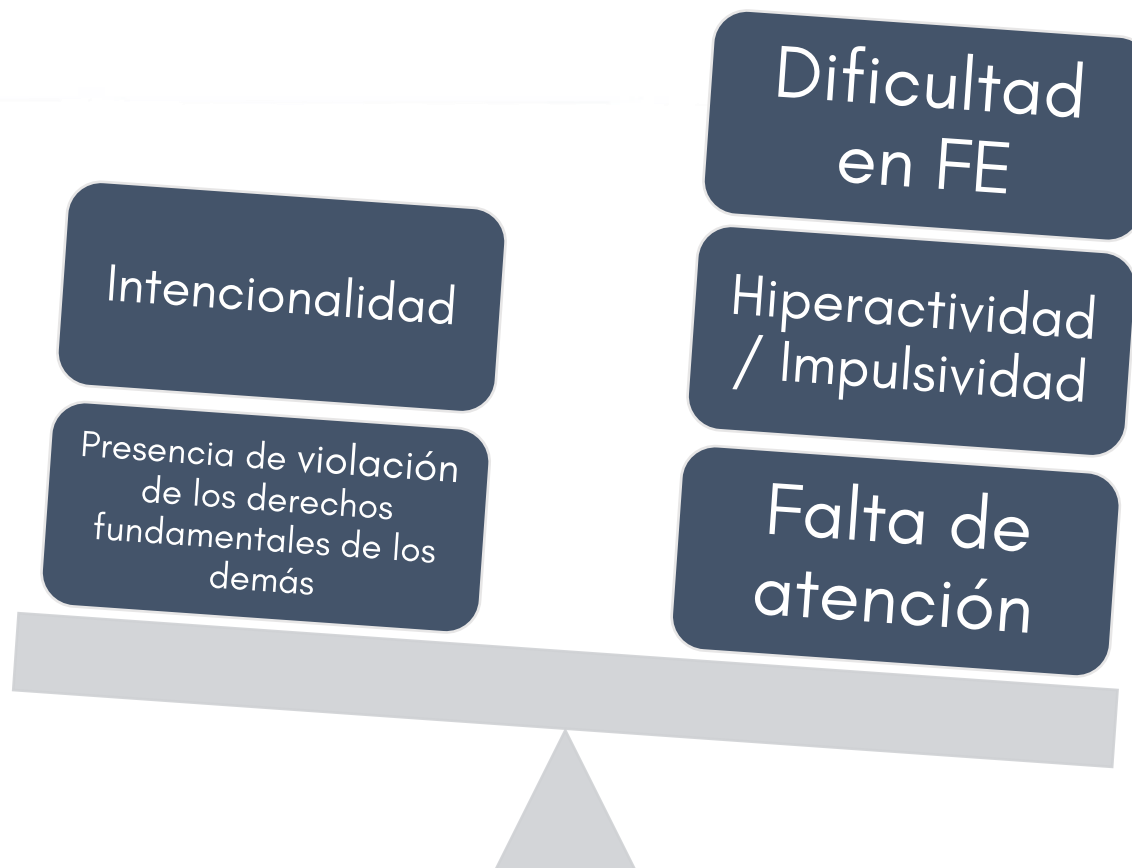 Intencionalidad
Presencia de violación
de los derechos
fundamentales de los
demás
Dificultad
en FE
Hiperactividad
/ Impulsividad
Falta de
atención